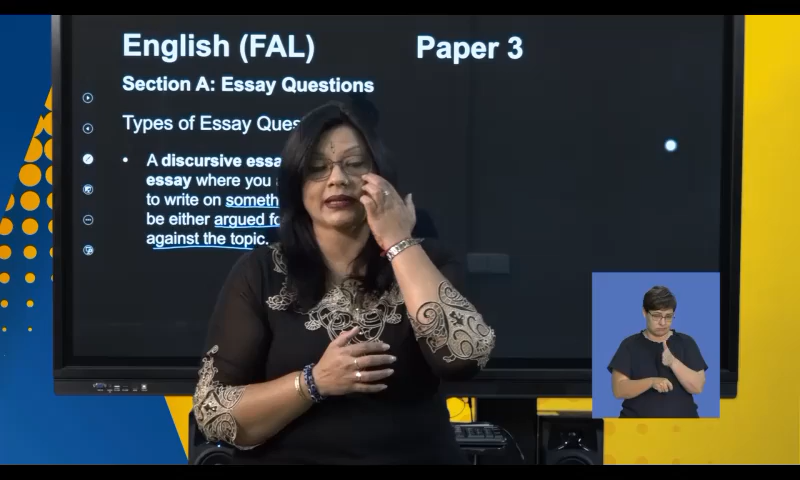 English (FAL) Paper 3
Section A: Essay Questions
Types of Essay Ques
• A discursive essa
essay where you
to write on someth
be either argued fo
against the topic.